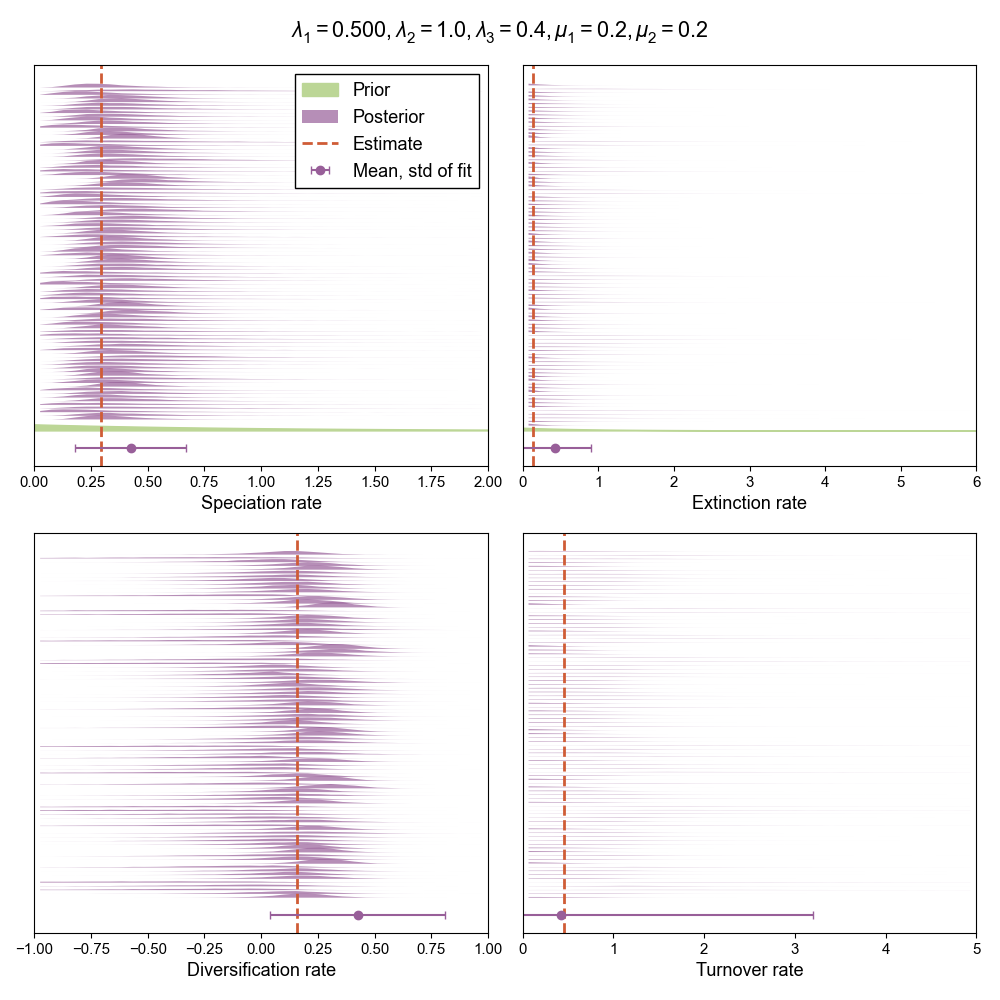 λ₁ = 0.500, λ₂ = 1.0, λ₃ = 0.4, μ₁ = 0.2, μ₂ = 0.2
Prior
Posterior
Estimate
Mean, std of fit
0.00 0.25 0.50 0.75 1.00 1.25 1.50 1.75 2.00
Speciation rate
0 1 2 3 4 5 6
Extinction rate
−1.00 −0.75 −0.50 −0.25 0.00 0.25 0.50 0.75 1.00
Diversification rate
0 1 2 3 4 5
Turnover rate